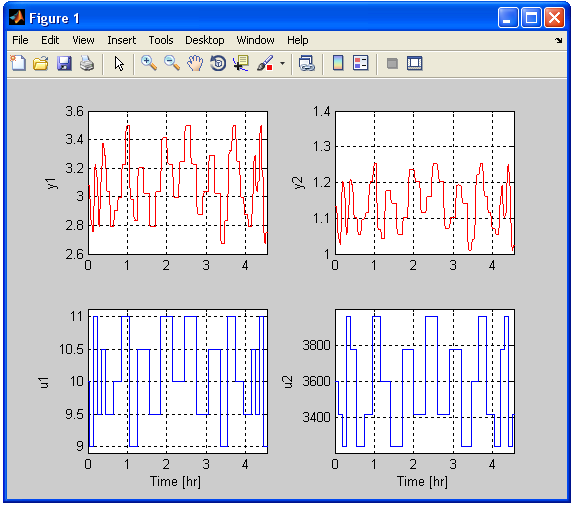 Figure 1
File Edit View Insert Tools Desktop Window Help
3.6
3.4
3.2
3
2.8
2.6
y1
0 1 2 3 4
1.4
1.3
1.2
1.1
1
y2
0 1 2 3 4
11
10.5
10
9.5
9
u1
0 1 2 3 4
Time [hr]
3800
3600
3400
u2
0 1 2 3 4
Time [hr]